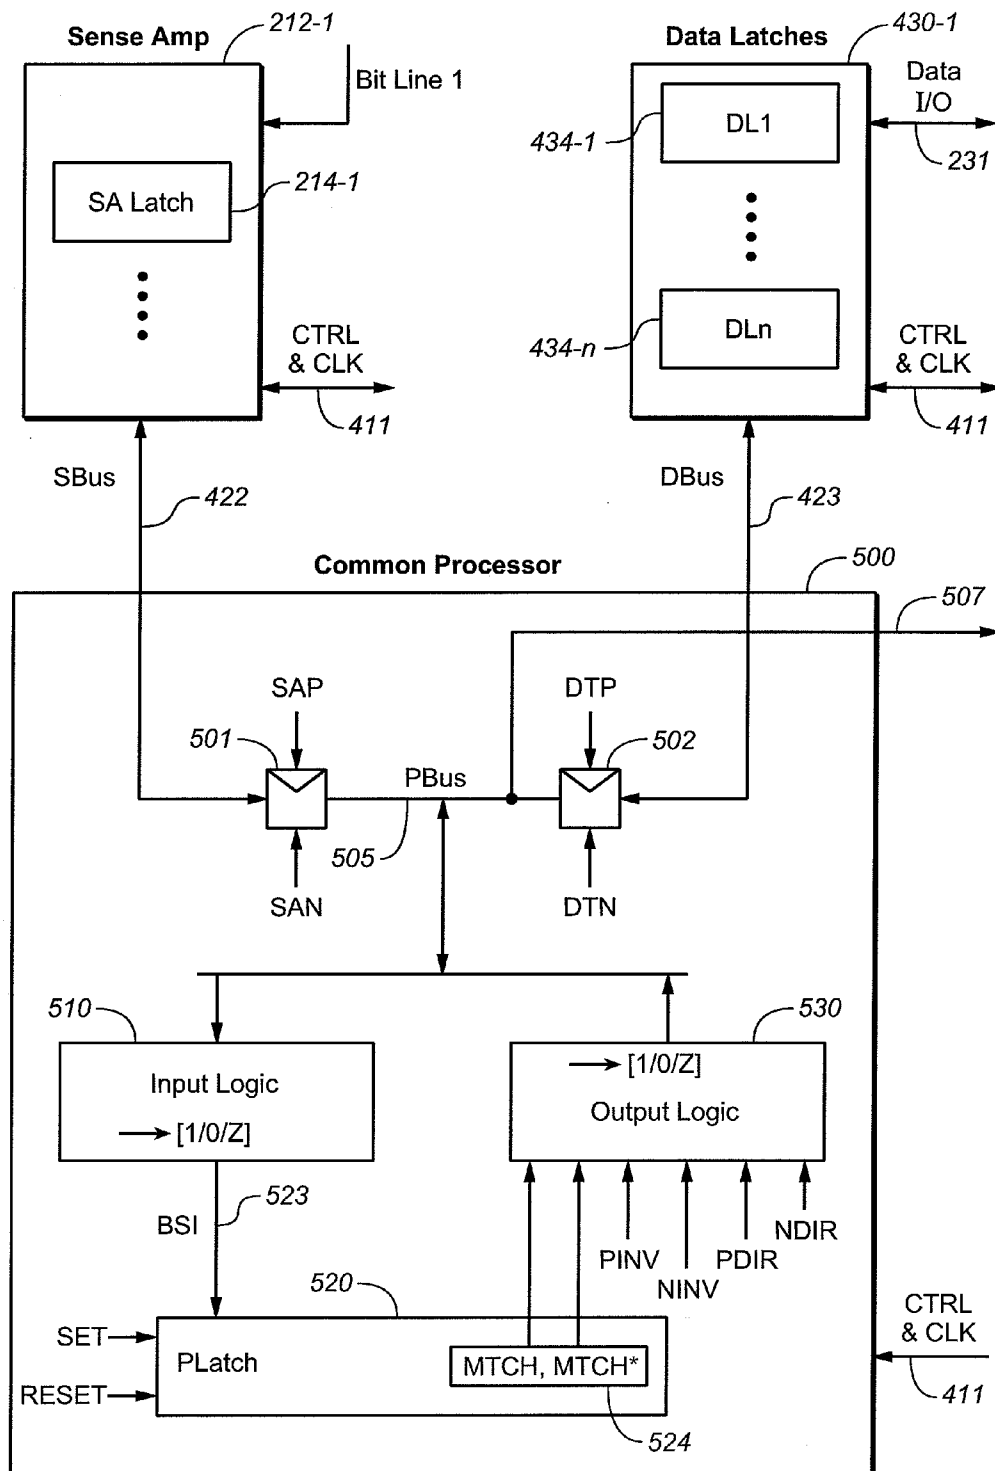 Sense Amp
212-1
Data Latches
430-1
Bit Line 1
Data
I/O
DL1
434-1
231
214-1
SA Latch
DLn
434-n
CTRL
& CLK
411
CTRL
& CLK
411
SBus
422
DBus
423
Common Processor
500
507
SAP
DTP
501
502
PBus
505
SAN
DTN
510
530
Input Logic
[1/0/Z]
[1/0/Z]
Output Logic
523
BSI
PINV
NINV
PDIR
NDIR
520
SET
RESET
PLatch
MTCH, MTCH*
524
CTRL
& CLK
411